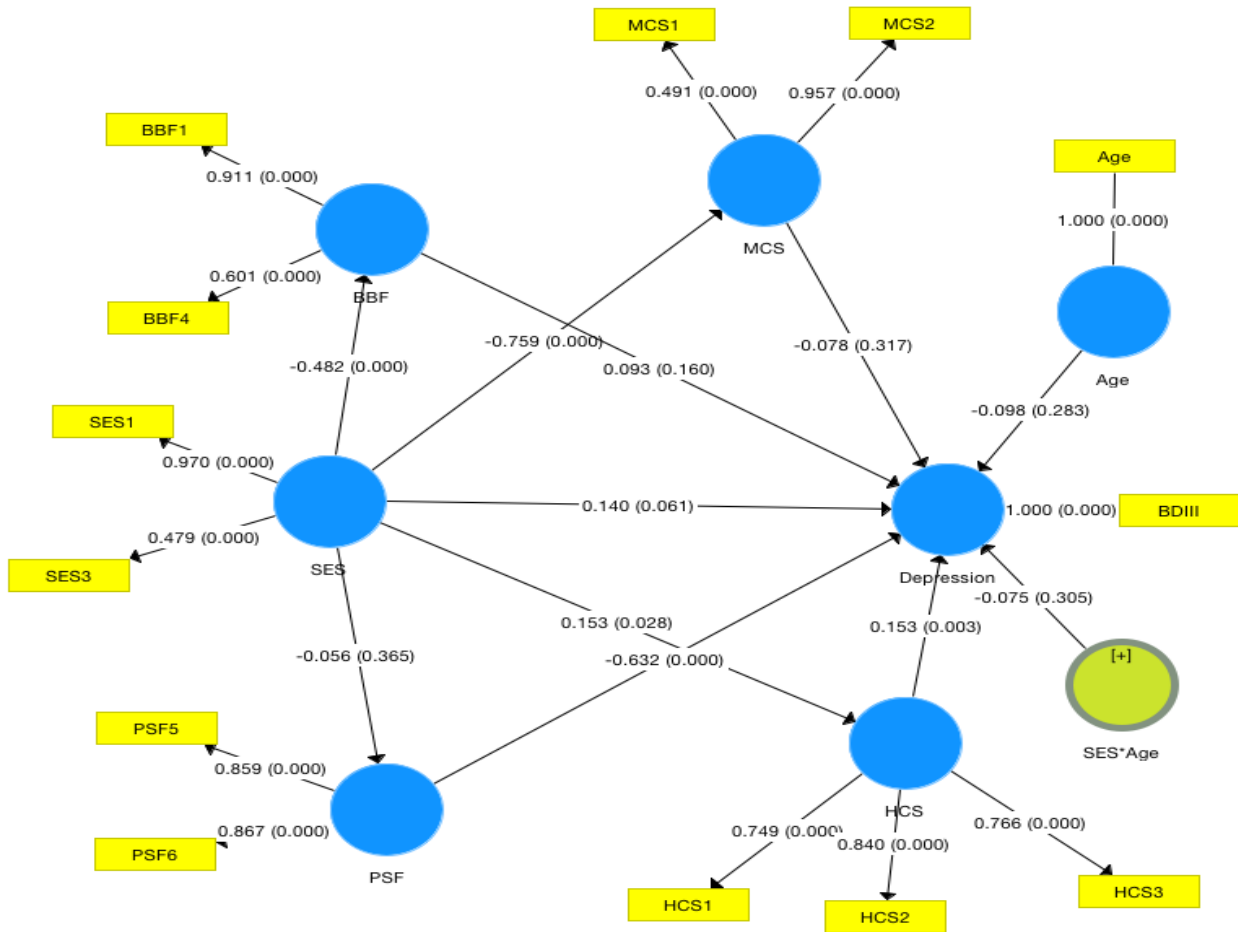 MCS1
MCS2
0.491 (0.000)
0.957 (0.000)
BBF1
0.911 (0.000)
Age
1.000 (0.000)
MCS
0.601 (0.000)
BBF
BBF4
-0.759 (0.000)
-0.078 (0.317)
-0.482 (0.000)
0.093 (0.160)
Age
-0.098 (0.283)
SES1
0.970 (0.000)
0.140 (0.061)
1.000 (0.000)
BDIII
0.479 (0.000)
SES3
SES
Depression
-0.075 (0.305)
0.153 (0.028)
0.153 (0.003)
-0.056 (0.365)
-0.632 (0.000)
[+]
PSF5
0.859 (0.000)
SES*Age
HCS
0.867 (0.000)
PSF6
PSF
0.749 (0.000)
0.840 (0.000)
0.766 (0.000)
HCS1
HCS2
HCS3